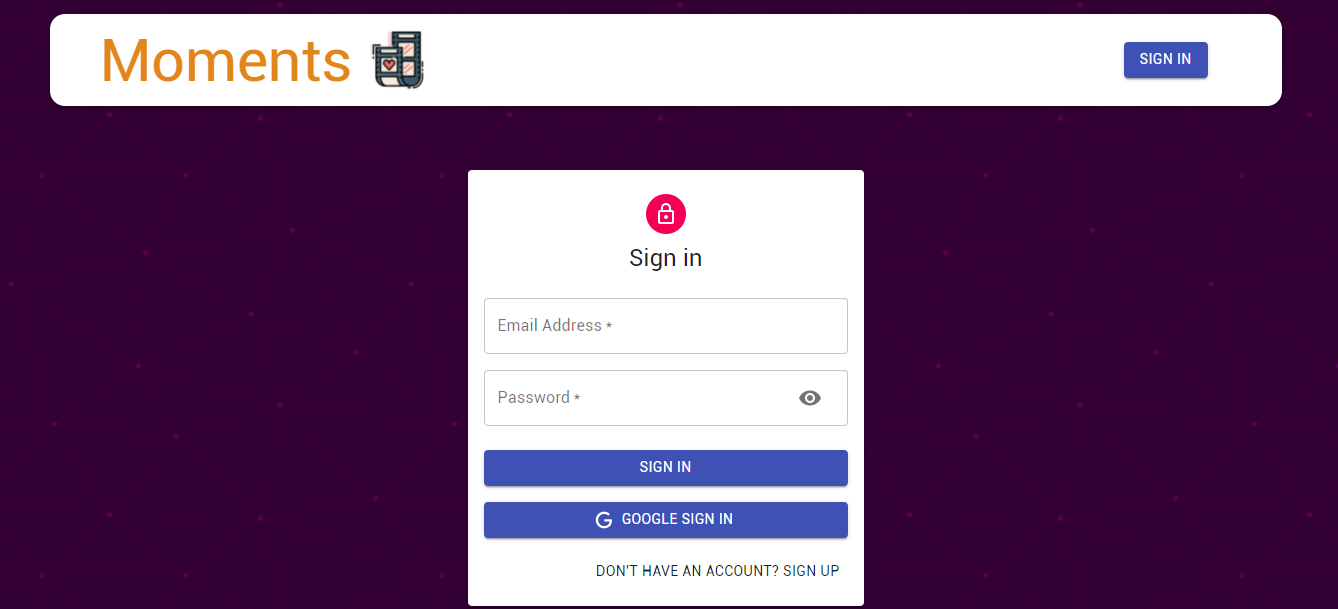 Moments
SIGN IN
Sign in
Email Address *
Password *
SIGN IN
GOOGLE SIGN IN
DON'T HAVE AN ACCOUNT? SIGN UP